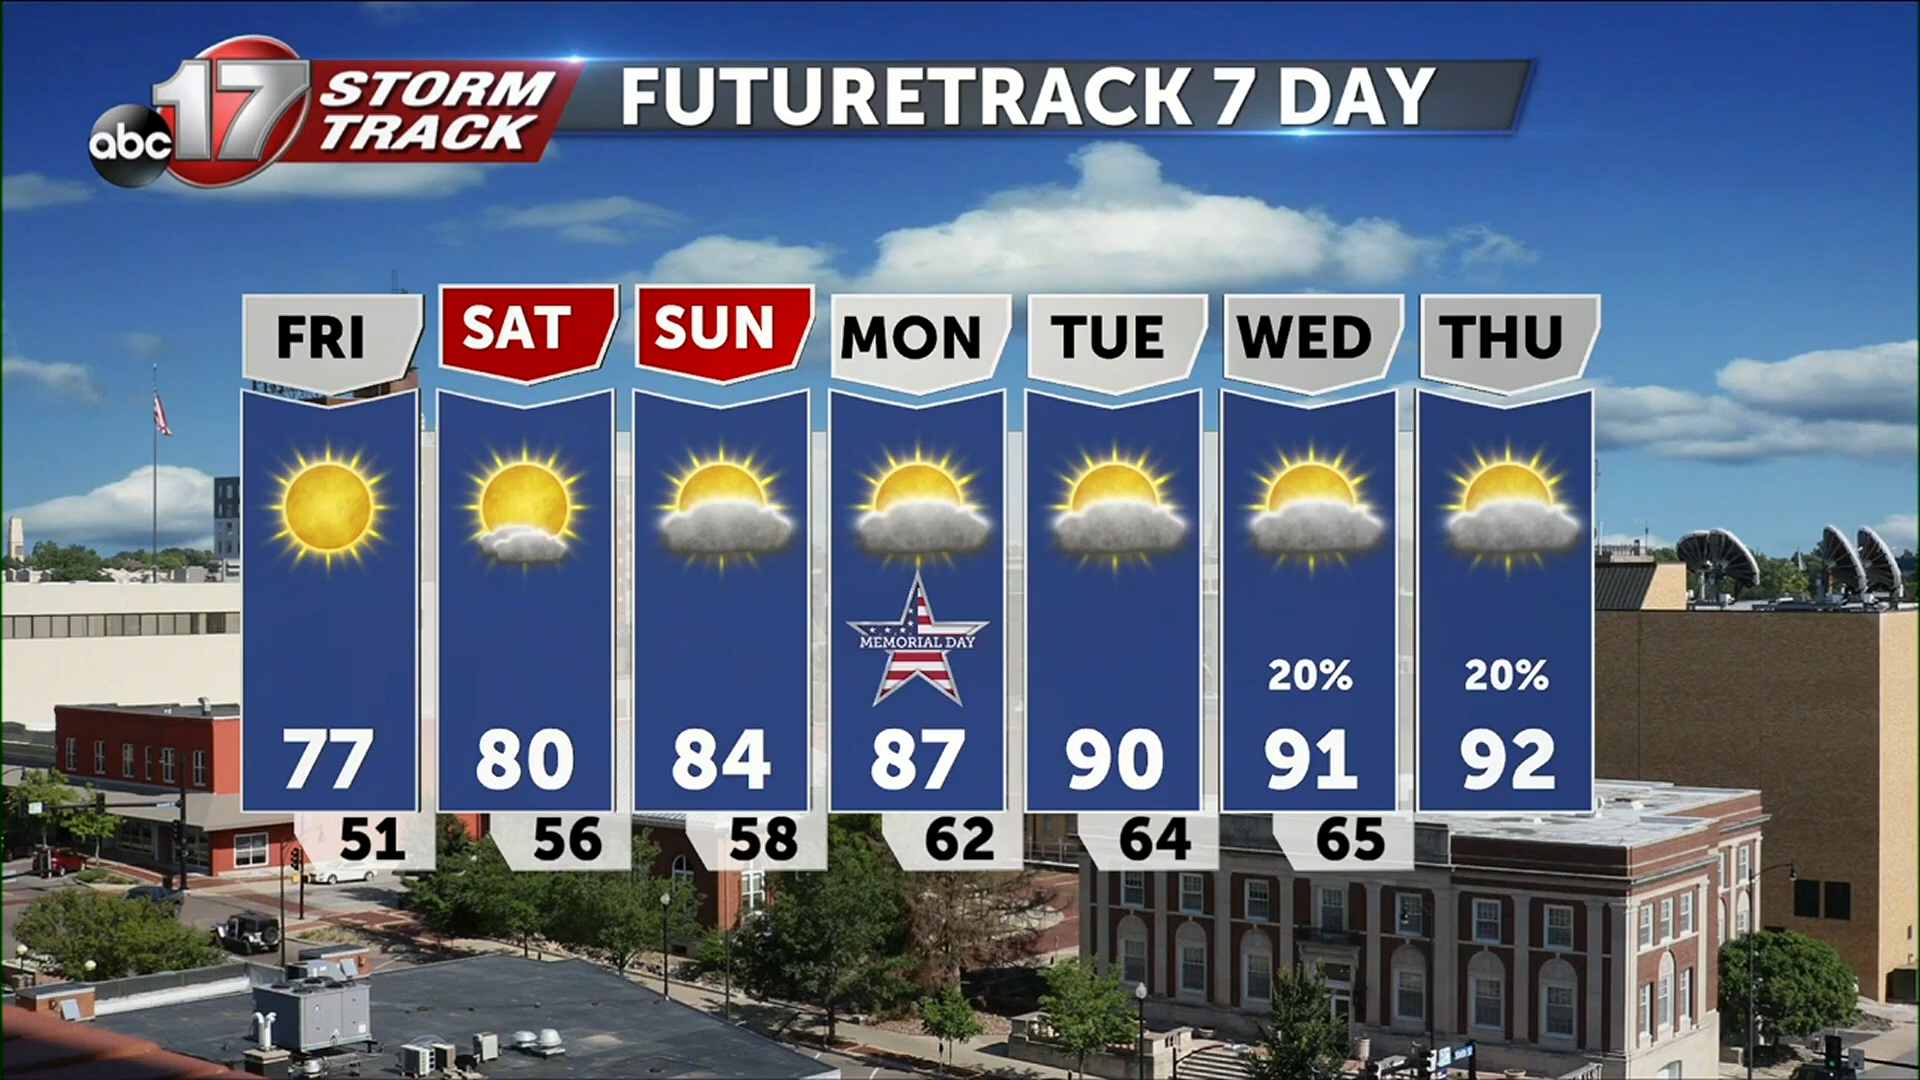 abc 17 STORM TRACK
FUTURETRACK 7 DAY
FRI SAT SUN MON TUE WED THU
MEMORIAL DAY
20% 20%
77 80 84 87 90 91 92
51 56 58 62 64 65